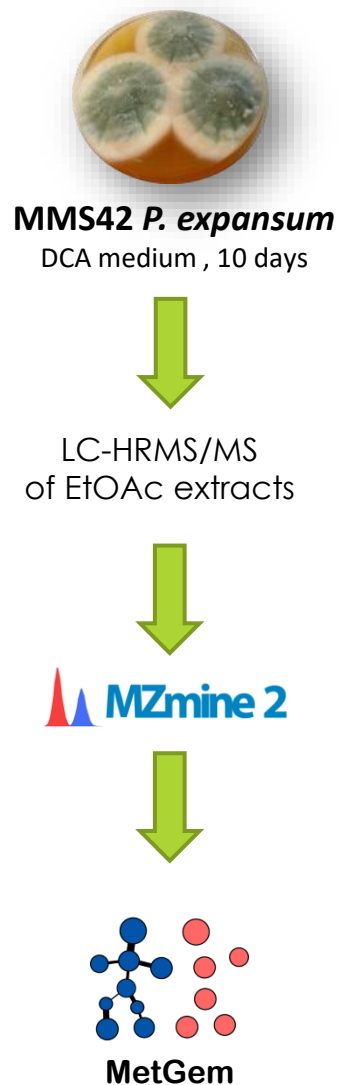 MMS42 P. expansum
DCA medium , 10 days
LC-HRMS/MS
of EtOAc extracts
MZmine 2
MetGem